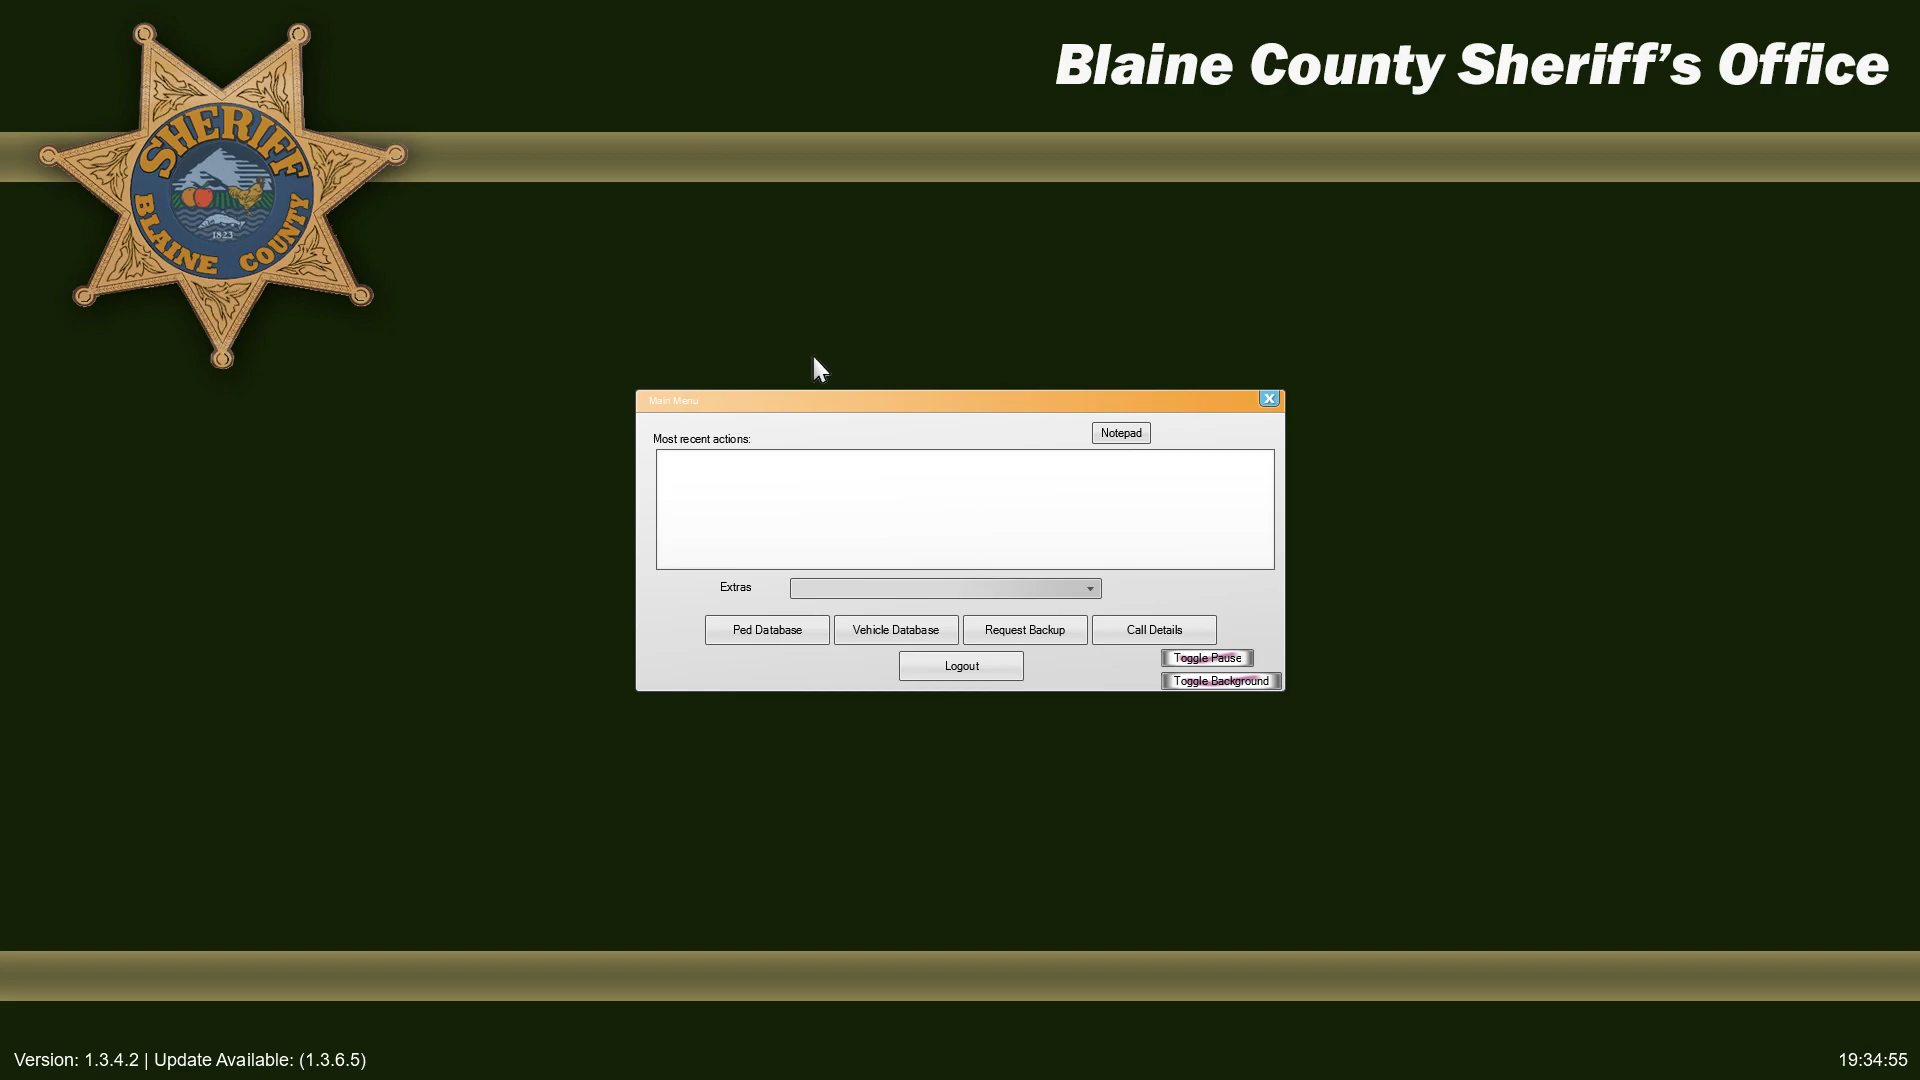 Blaine County Sheriff's Office
SHERIFF
1823
BLAINE COUNTY
Main Menu
X
Most recent actions:
Notepad
Extras
Ped Database
Vehicle Database
Request Backup
Call Details
Logout
Toggle Pause
Toggle Background
Version: 1.3.4.2 | Update Available: (1.3.6.5)
19:34:55